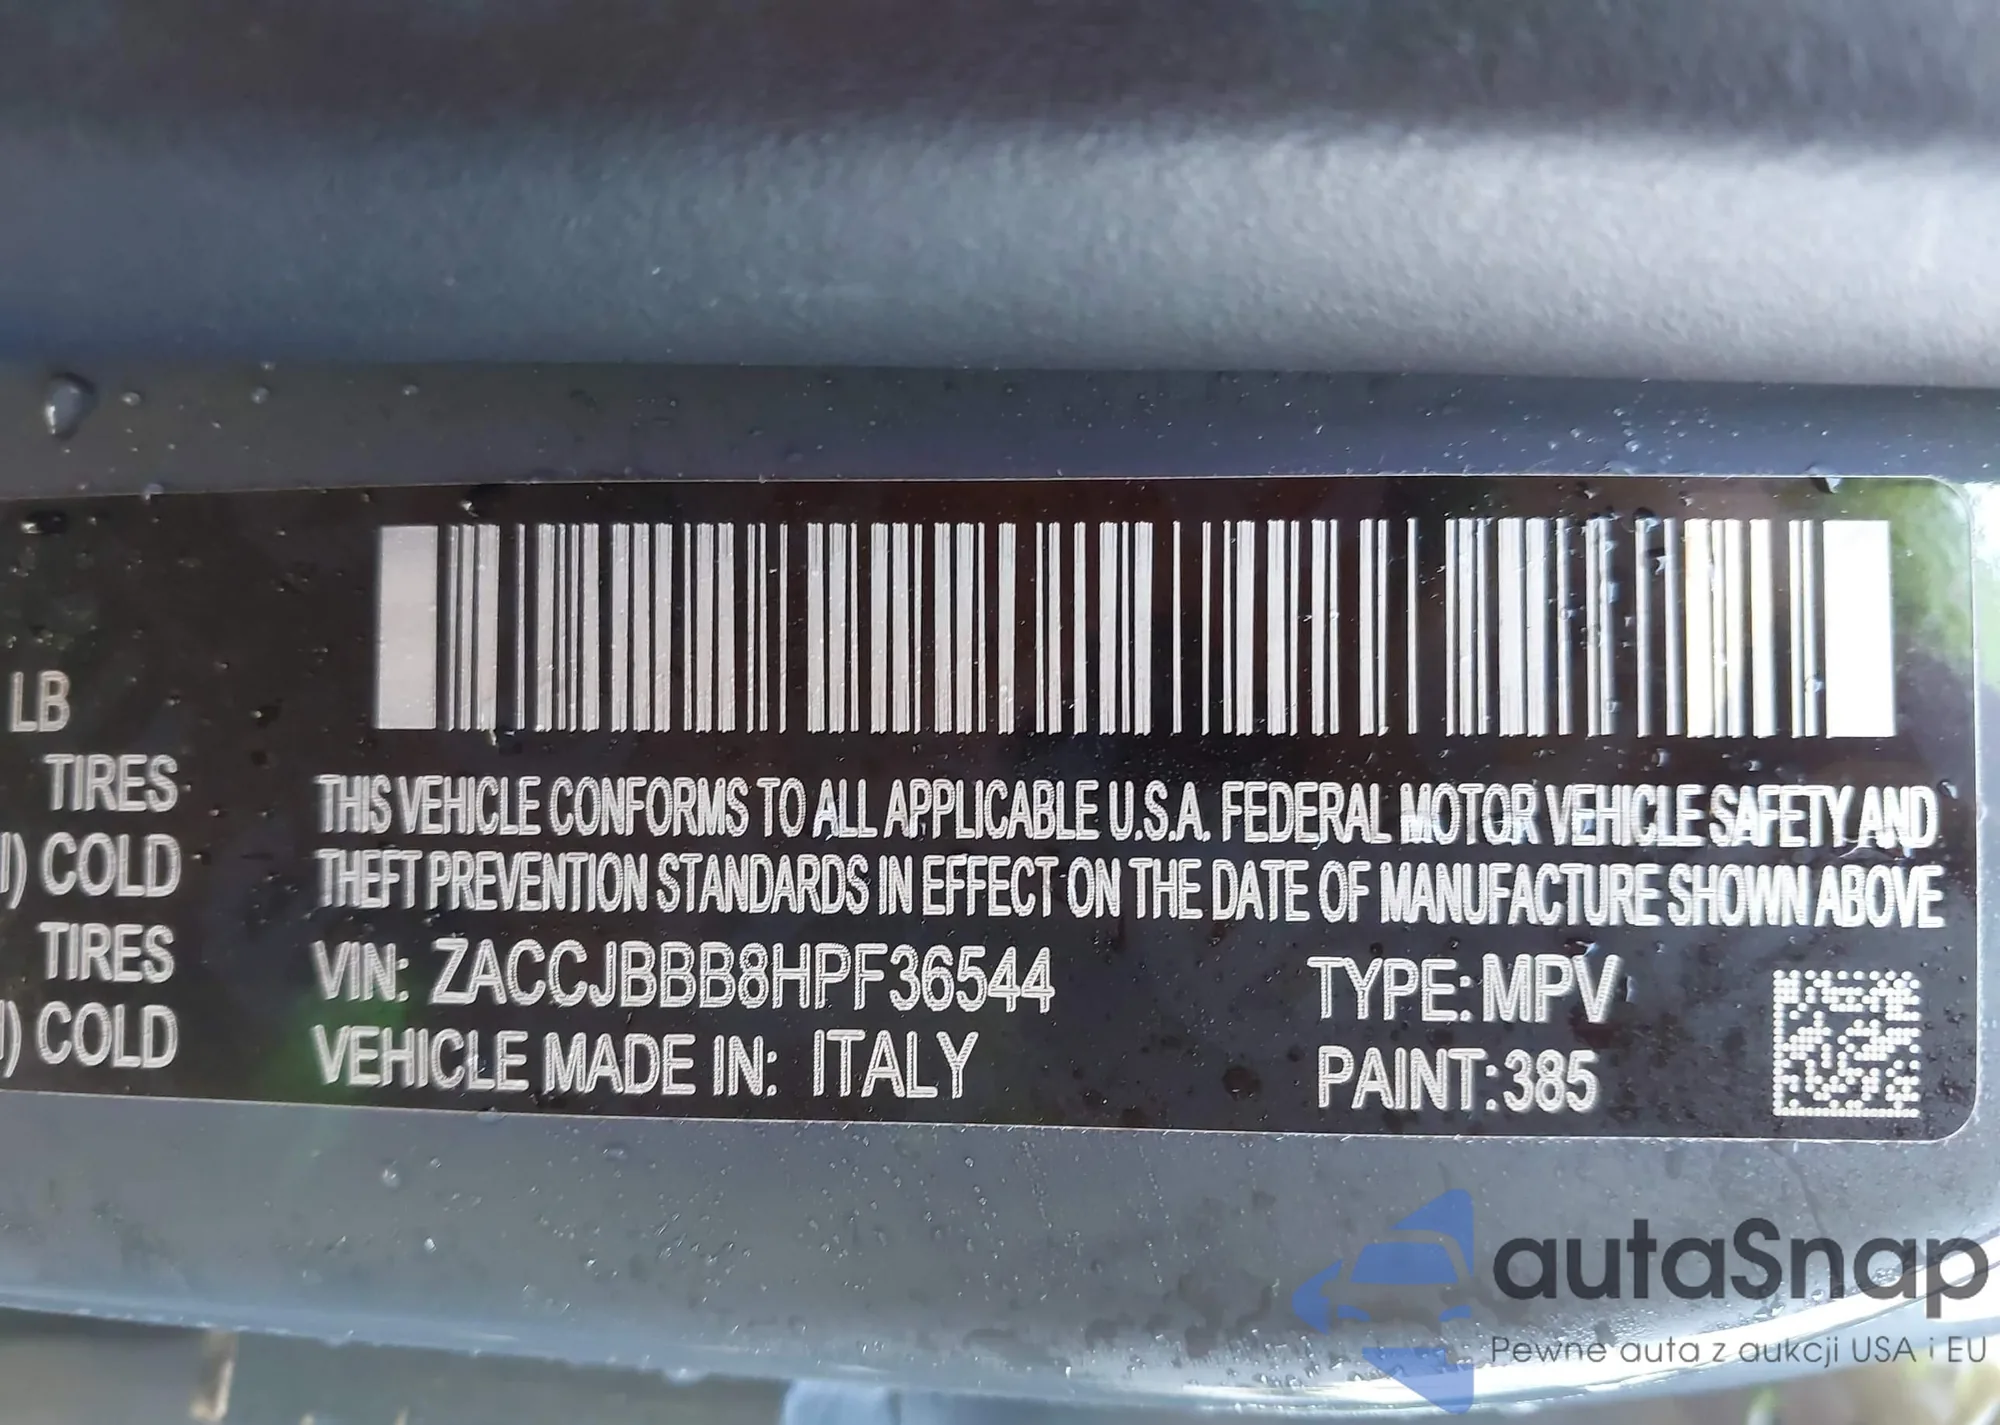 LB
TIRES
) COLD
TIRES
) COLD
THIS VEHICLE CONFORMS TO ALL APPLICABLE U.S.A. FEDERAL MOTOR VEHICLE SAFETY AND
THEFT PREVENTION STANDARDS IN EFFECT ON THE DATE OF MANUFACTURE SHOWN ABOVE
VIN: ZACCJBBB8HPF36544 TYPE: MPV
VEHICLE MADE IN: ITALY PAINT: 385
autaSnap
Pewne auta z aukcji USA i EU